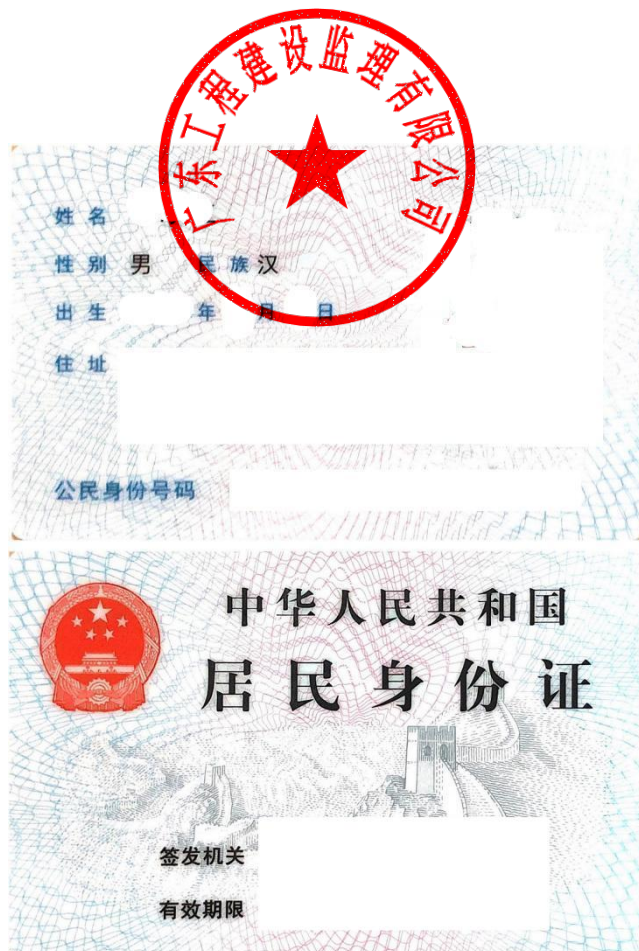 广东工程建设监理有限公司
姓名
性别 男 民族 汉
出生 年 月 日
住址
公民身份号码
中华人民共和国
居民身份证
签发机关
有效期限